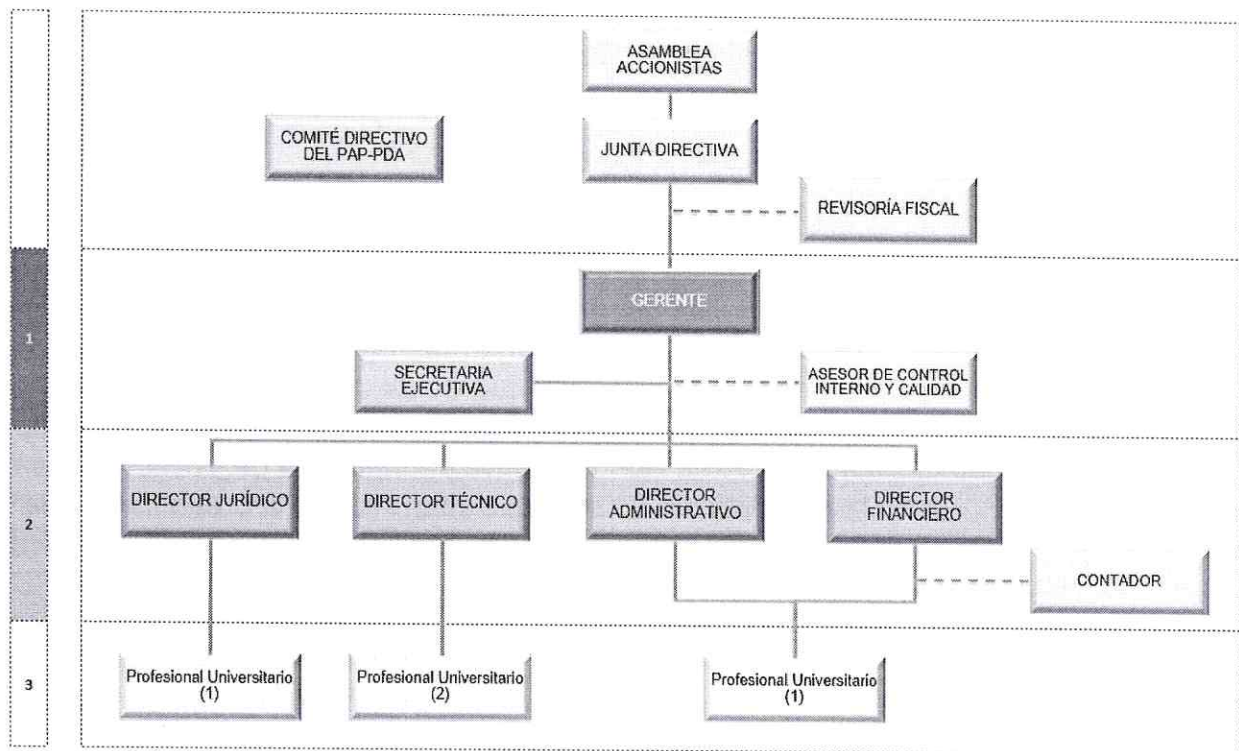 ASAMBLEA
ACCIONISTAS
COMITÉ DIRECTIVO
DEL PAP-PDA
JUNTA DIRECTIVA
REVISORÍA FISCAL
1
GERENTE
SECRETARIA
EJECUTIVA
ASESOR DE CONTROL
INTERNO Y CALIDAD
2
DIRECTOR JURÍDICO
DIRECTOR TÉCNICO
DIRECTOR
ADMINISTRATIVO
DIRECTOR
FINANCIERO
CONTADOR
3
Profesional Universitario
(1)
Profesional Universitario
(2)
Profesional Universitario
(1)